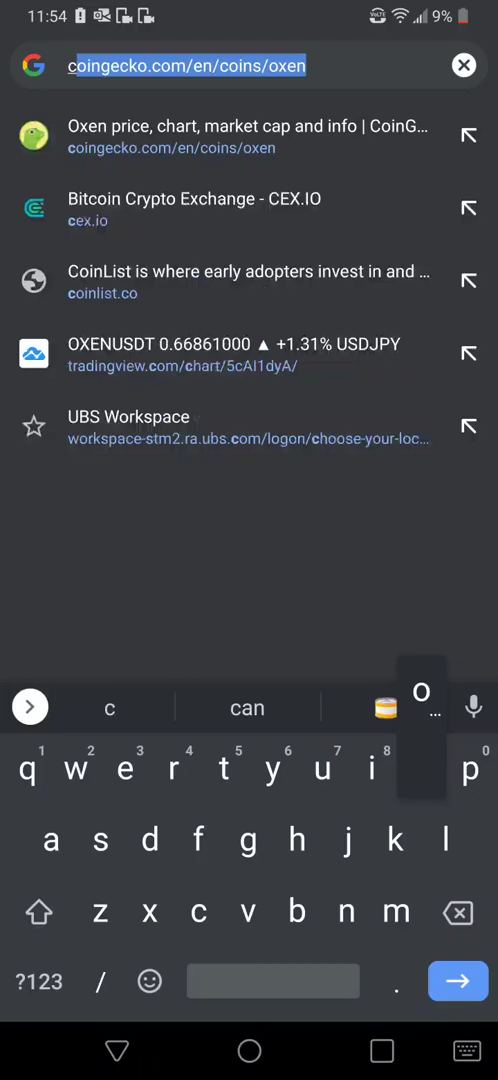 11:54 VoLTE 9%
coingecko.com/en/coins/oxen
Oxen price, chart, market cap and info | CoinG...
coingecko.com/en/coins/oxen
Bitcoin Crypto Exchange - CEX.IO
cex.io
CoinList is where early adopters invest in and ...
coinlist.co
OXENUSDT 0.66861000 ▲ +1.31% USDJPY
tradingview.com/chart/5cAI1dyA/
UBS Workspace
workspace-stm2.ra.ubs.com/logon/choose-your-loc...
c can 🥫 o ...
1 2 3 4 5 6 7 8 0
q w e r t y u i p
a s d f g h j k l
z x c v b n m
?123 / .